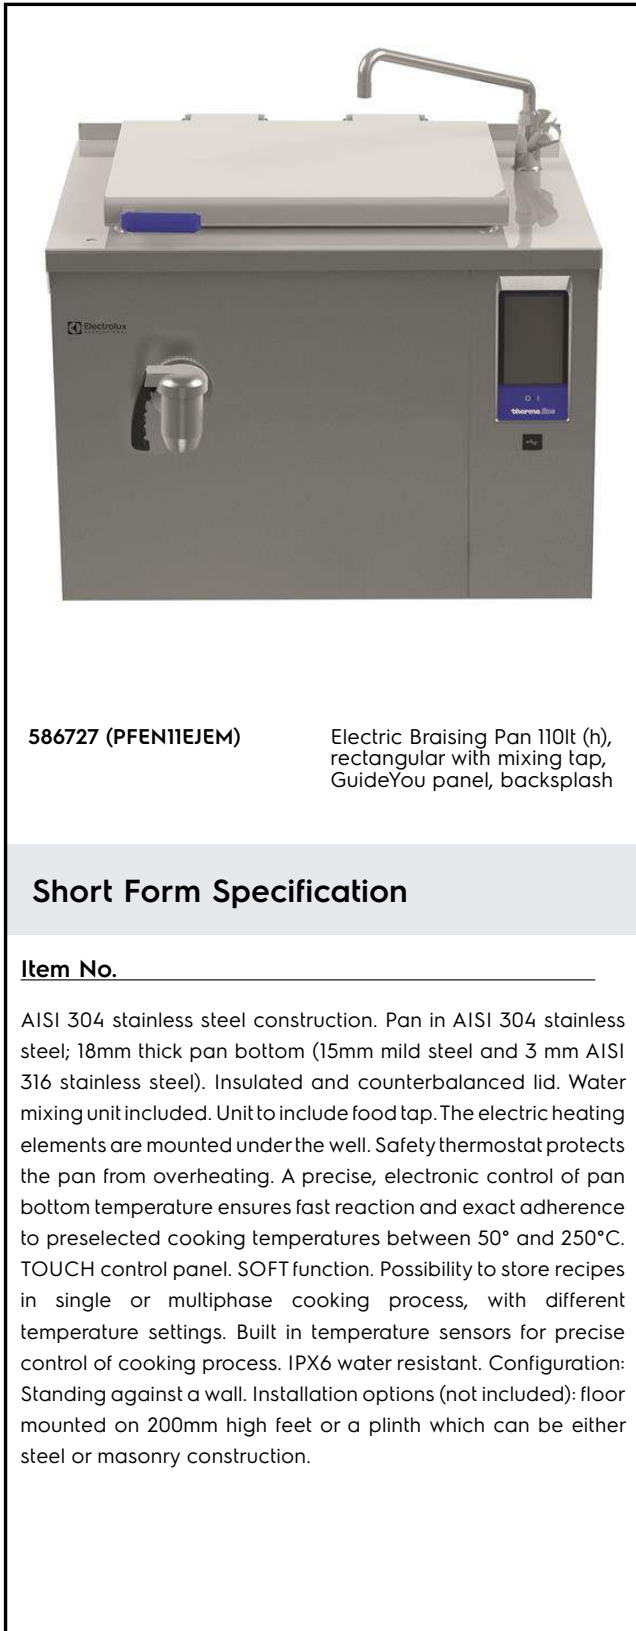 Electrolux
PROFESSIONAL
O I
thermaline
586727 (PFEN11EJEM)
Electric Braising Pan 110lt (h),
rectangular with mixing tap,
GuideYou panel, backsplash
Short Form Specification
Item No.
AISI 304 stainless steel construction. Pan in AISI 304 stainless
steel; 18mm thick pan bottom (15mm mild steel and 3 mm AISI
316 stainless steel). Insulated and counterbalanced lid. Water
mixing unit included. Unit to include food tap. The electric heating
elements are mounted under the well. Safety thermostat protects
the pan from overheating. A precise, electronic control of pan
bottom temperature ensures fast reaction and exact adherence
to preselected cooking temperatures between 50° and 250°C.
TOUCH control panel. SOFT function. Possibility to store recipes
in single or multiphase cooking process, with different
temperature settings. Built in temperature sensors for precise
control of cooking process. IPX6 water resistant. Configuration:
Standing against a wall. Installation options (not included): floor
mounted on 200mm high feet or a plinth which can be either
steel or masonry construction.